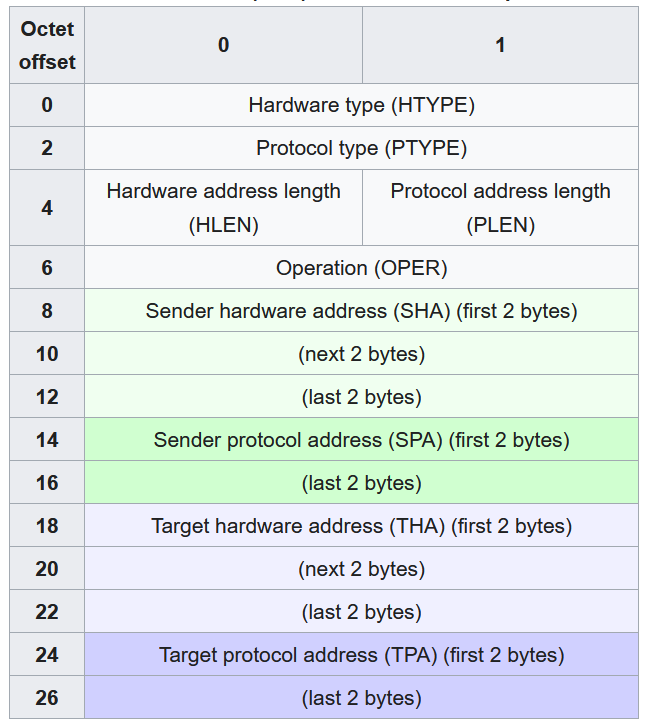 Octet
offset
0
1
0
Hardware type (HTYPE)
2
Protocol type (PTYPE)
4
Hardware address length
(HLEN)
Protocol address length
(PLEN)
6
Operation (OPER)
8
Sender hardware address (SHA) (first 2 bytes)
10
(next 2 bytes)
12
(last 2 bytes)
14
Sender protocol address (SPA) (first 2 bytes)
16
(last 2 bytes)
18
Target hardware address (THA) (first 2 bytes)
20
(next 2 bytes)
22
(last 2 bytes)
24
Target protocol address (TPA) (first 2 bytes)
26
(last 2 bytes)